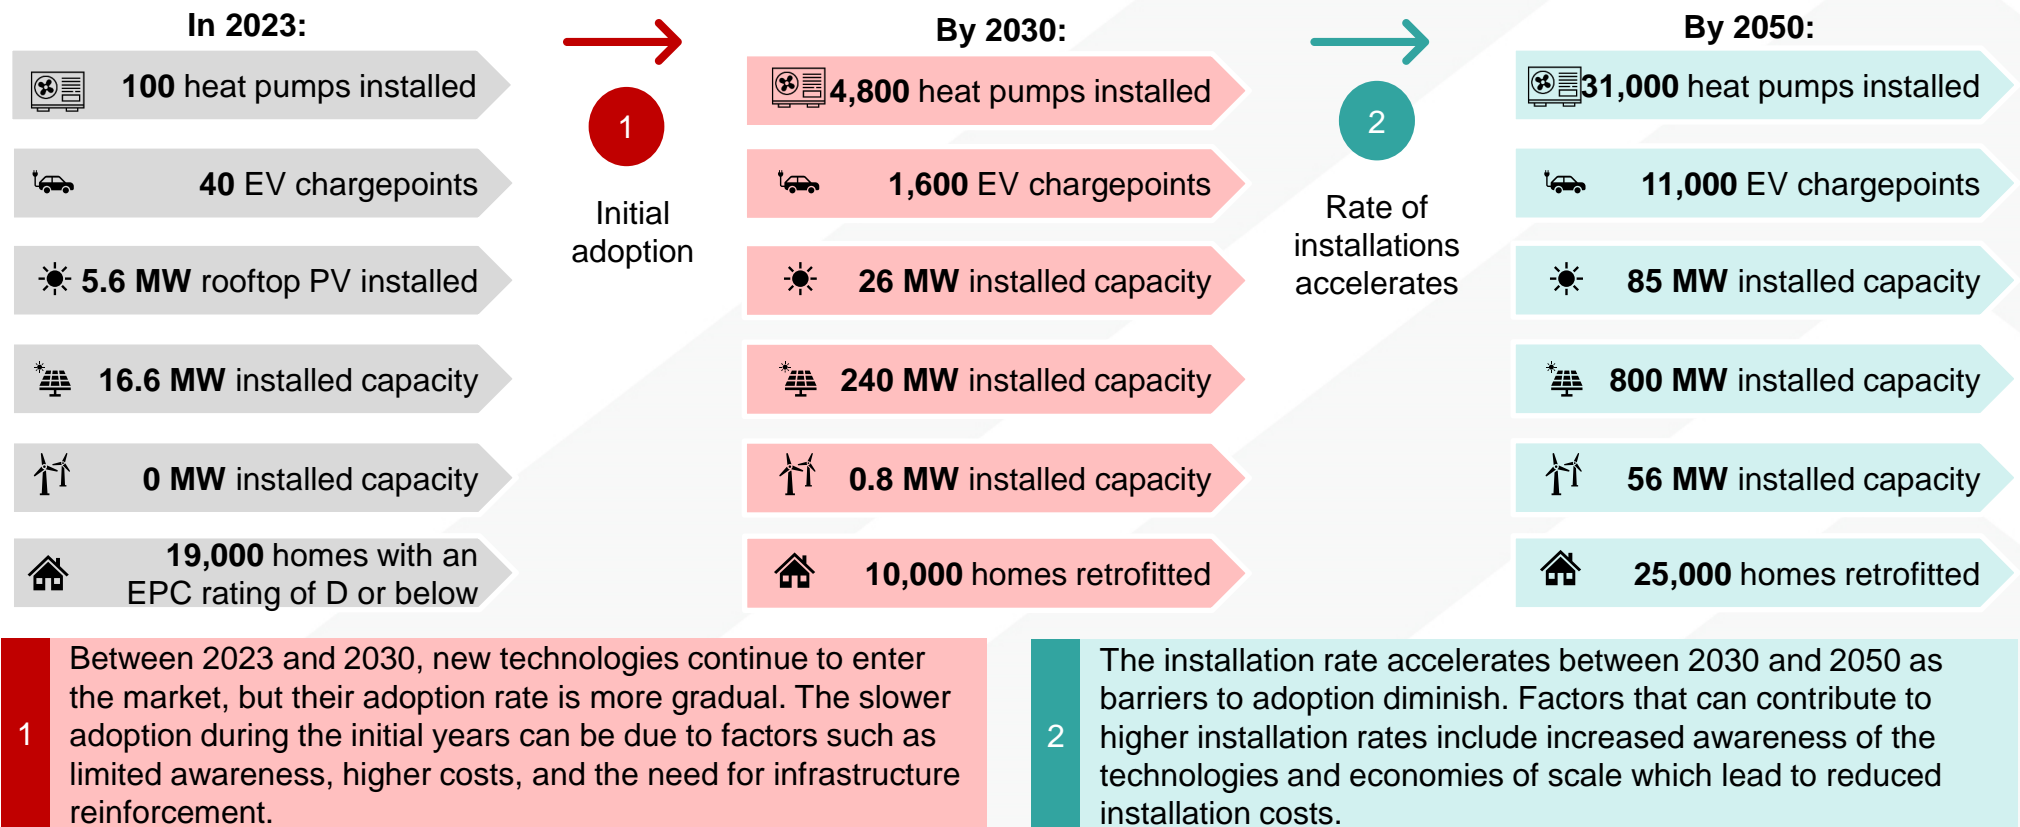 In 2023:
100 heat pumps installed
40 EV chargepoints
5.6 MW rooftop PV installed
16.6 MW installed capacity
0 MW installed capacity
19,000 homes with an
EPC rating of D or below
1
Initial
adoption
By 2030:
4,800 heat pumps installed
1,600 EV chargepoints
26 MW installed capacity
240 MW installed capacity
0.8 MW installed capacity
10,000 homes retrofitted
2
Rate of
installations
accelerates
By 2050:
31,000 heat pumps installed
11,000 EV chargepoints
85 MW installed capacity
800 MW installed capacity
56 MW installed capacity
25,000 homes retrofitted
1
Between 2023 and 2030, new technologies continue to enter
the market, but their adoption rate is more gradual. The slower
adoption during the initial years can be due to factors such as
limited awareness, higher costs, and the need for infrastructure
reinforcement.
2
The installation rate accelerates between 2030 and 2050 as
barriers to adoption diminish. Factors that can contribute to
higher installation rates include increased awareness of the
technologies and economies of scale which lead to reduced
installation costs.